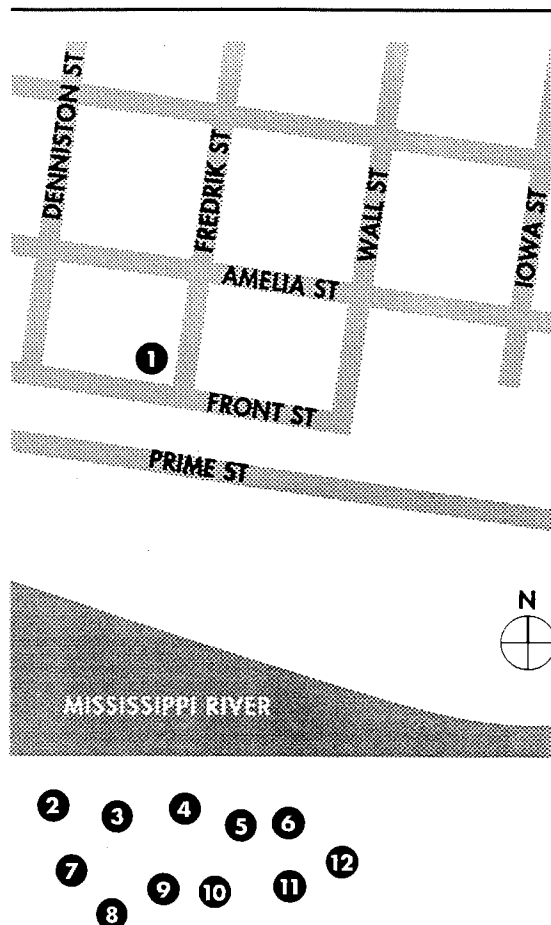 DENNISTON ST
FREDRIK ST
WALL ST
IOWA ST
AMELIA ST
1
FRONT ST
PRIME ST
N
MISSISSIPPI RIVER
2
3
4
5
6
7
8
9
10
11
12